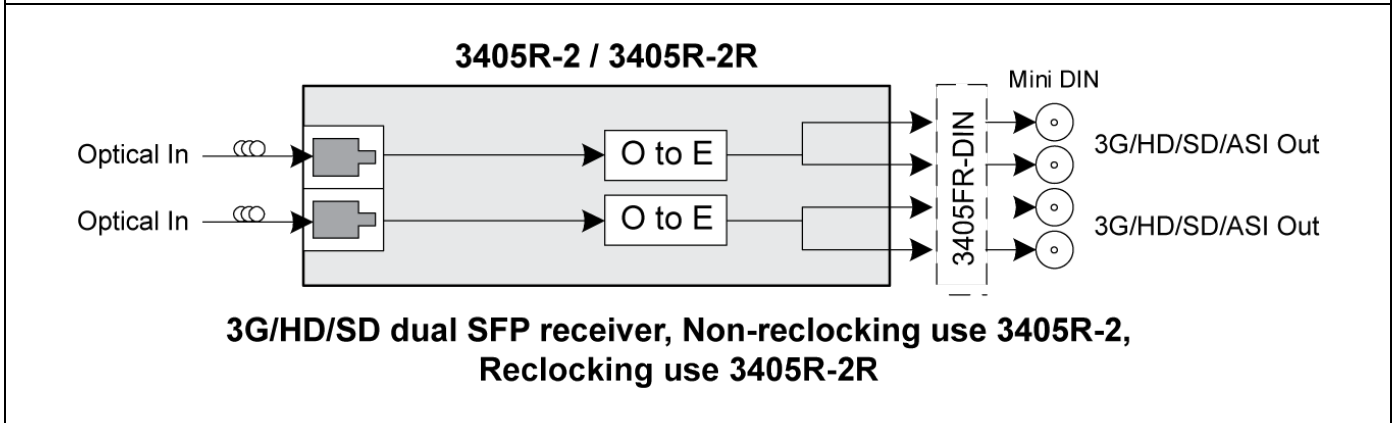 3405R-2 / 3405R-2R
Mini DIN
Optical In
O to E
3405FR-DIN
3G/HD/SD/ASI Out
Optical In
O to E
3G/HD/SD/ASI Out
3G/HD/SD dual SFP receiver, Non-reclocking use 3405R-2,
Reclocking use 3405R-2R